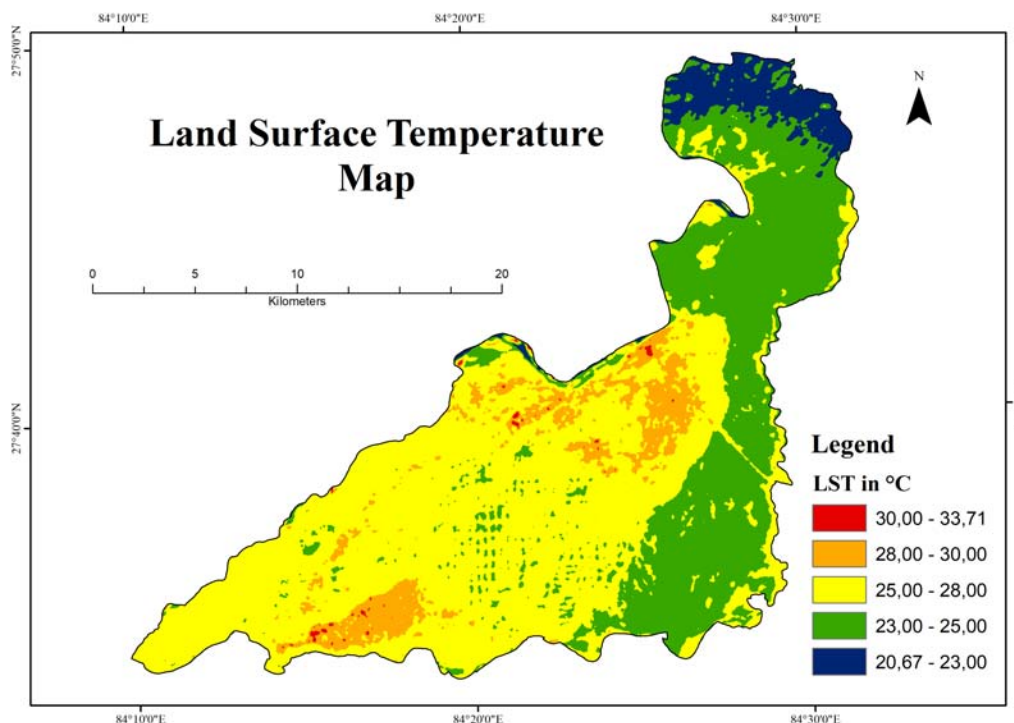 84°10'0"E 84°20'0"E 84°30'0"E
27°50'0"N
N
Land Surface Temperature
Map
0 5 10 20
Kilometers
27°40'0"N
Legend
LST in °C
30,00 - 33,71
28,00 - 30,00
25,00 - 28,00
23,00 - 25,00
20,67 - 23,00
84°10'0"E 84°20'0"E 84°30'0"E